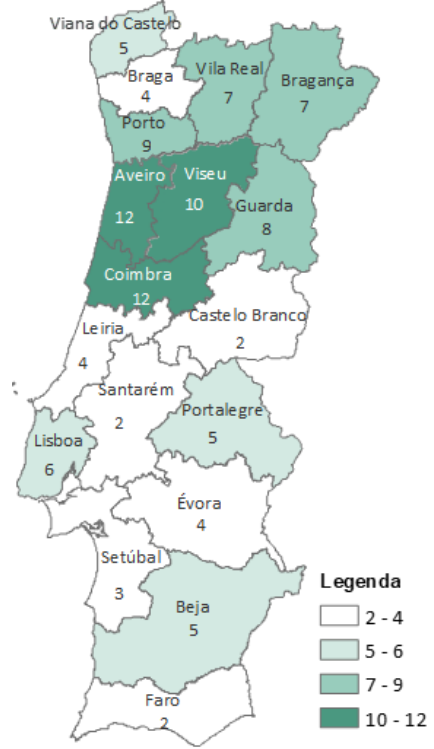 Viana do Castelo
5
Braga
4
Vila Real
7
Bragança
7
Porto
9
Aveiro
12
Viseu
10
Guarda
8
Coimbra
12
Castelo Branco
2
Leiria
4
Santarém
2
Portalegre
5
Lisboa
6
Évora
4
Setúbal
3
Beja
5
Faro
2
Legenda
2 - 4
5 - 6
7 - 9
10 - 12